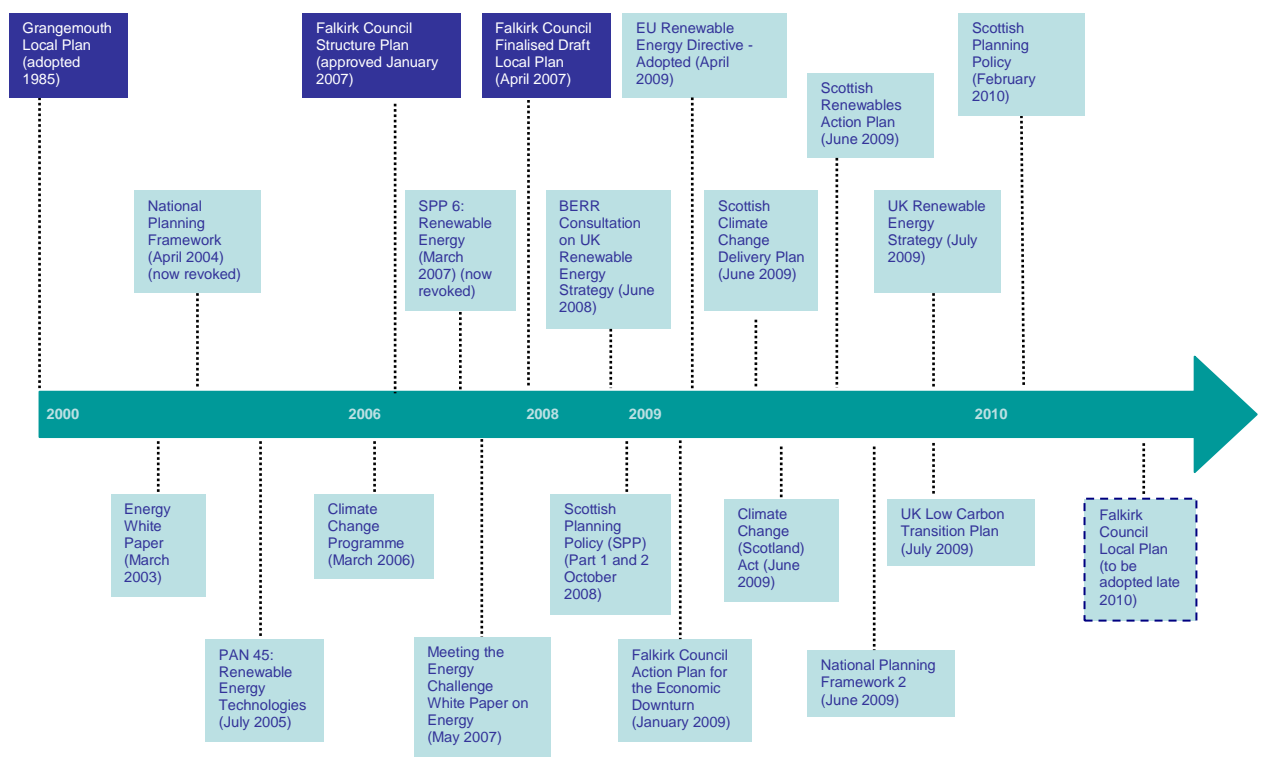 Grangemouth
Local Plan
(adopted
1985)
Falkirk Council
Structure Plan
(approved January
2007)
Falkirk Council
Finalised Draft
Local Plan
(April 2007)
EU Renewable
Energy Directive -
Adopted (April
2009)
Scottish
Renewables
Action Plan
(June 2009)
Scottish
Planning
Policy
(February
2010)
National
Planning
Framework
(April 2004)
(now revoked)
SPP 6:
Renewable
Energy
(March
2007) (now
revoked)
BERR
Consultation
on UK
Renewable
Energy
Strategy (June
2008)
Scottish
Climate
Change
Delivery Plan
(June 2009)
UK Renewable
Energy
Strategy (July
2009)
2000
2006
2008
2009
2010
Energy
White
Paper
(March
2003)
Climate
Change
Programme
(March 2006)
Scottish
Planning
Policy (SPP)
(Part 1 and 2
October
2008)
Climate
Change
(Scotland)
Act (June
2009)
UK Low Carbon
Transition Plan
(July 2009)
Falkirk
Council
Local Plan
(to be
adopted late
2010)
PAN 45:
Renewable
Energy
Technologies
(July 2005)
Meeting the
Energy
Challenge
White Paper on
Energy
(May 2007)
Falkirk Council
Action Plan for
the Economic
Downturn
(January 2009)
National Planning
Framework 2
(June 2009)